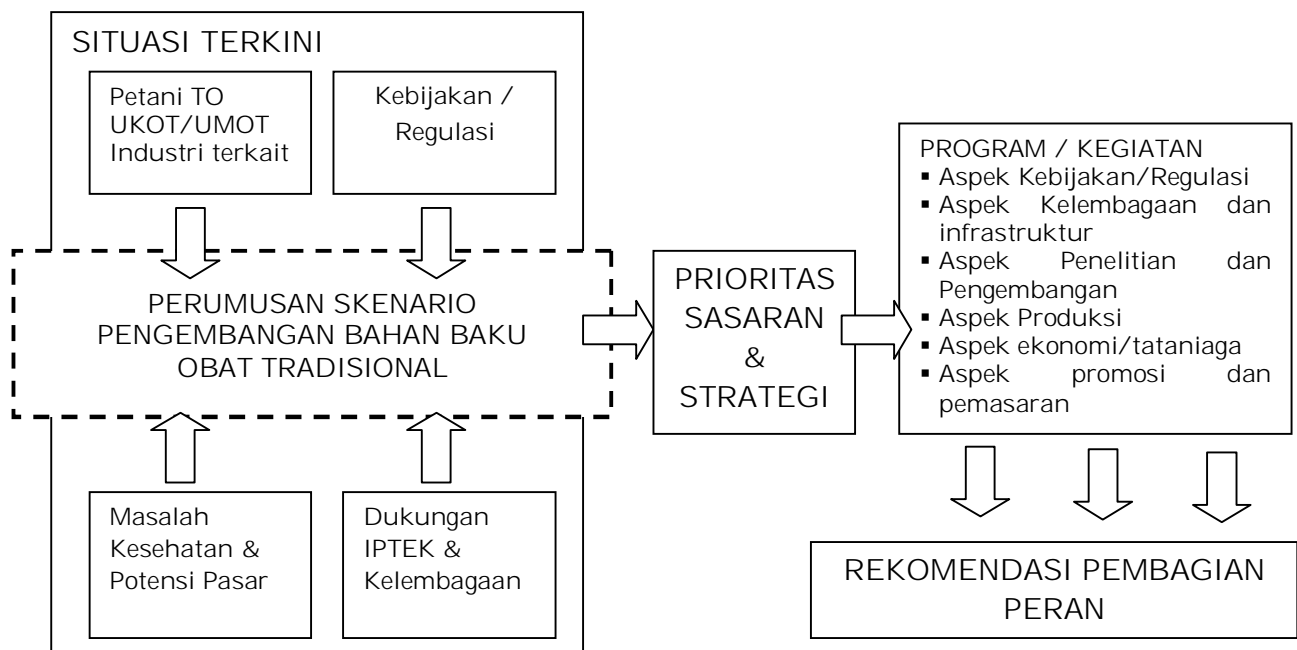 SITUASI TERKINI
Petani TO
UKOT/UMOT
Industri terkait
Kebijakan /
Regulasi
PERUMUSAN SKENARIO
PENGEMBANGAN BAHAN BAKU
OBAT TRADISIONAL
Masalah
Kesehatan &
Potensi Pasar
Dukungan
IPTEK &
Kelembagaan
PRIORITAS
SASARAN
&
STRATEGI
PROGRAM / KEGIATAN
▪ Aspek Kebijakan/Regulasi
▪ Aspek Kelembagaan dan
infrastruktur
▪ Aspek Penelitian dan
Pengembangan
▪ Aspek Produksi
▪ Aspek ekonomi/tataniaga
▪ Aspek promosi dan
pemasaran
REKOMENDASI PEMBAGIAN
PERAN